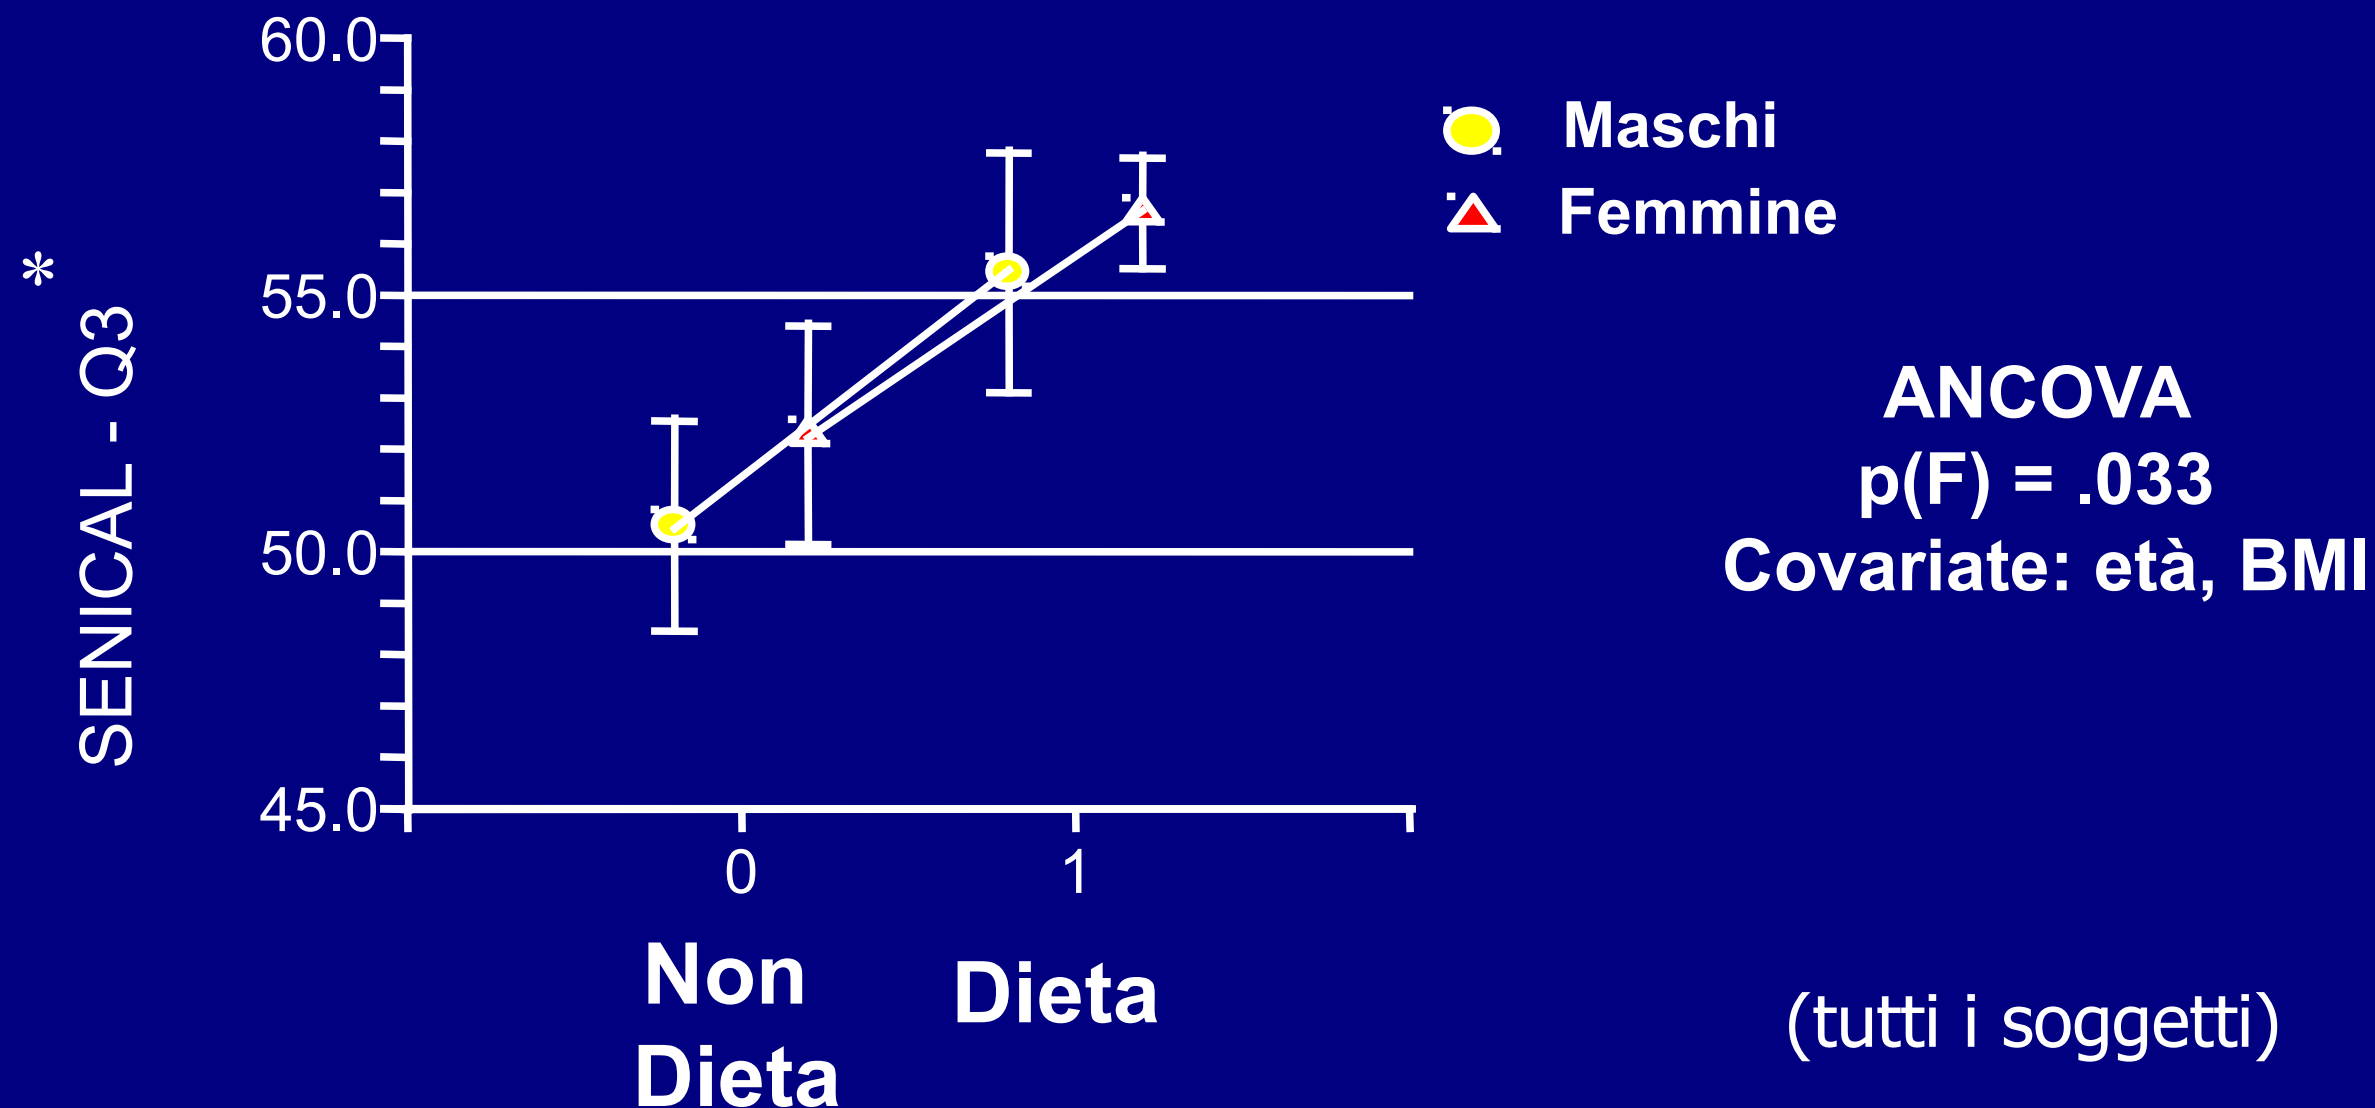 60.0
55.0
50.0
45.0
*
SENICAL - Q3
0
1
Non
Dieta
Dieta
Maschi
Femmine
ANCOVA
p(F) = .033
Covariate: età, BMI
(tutti i soggetti)